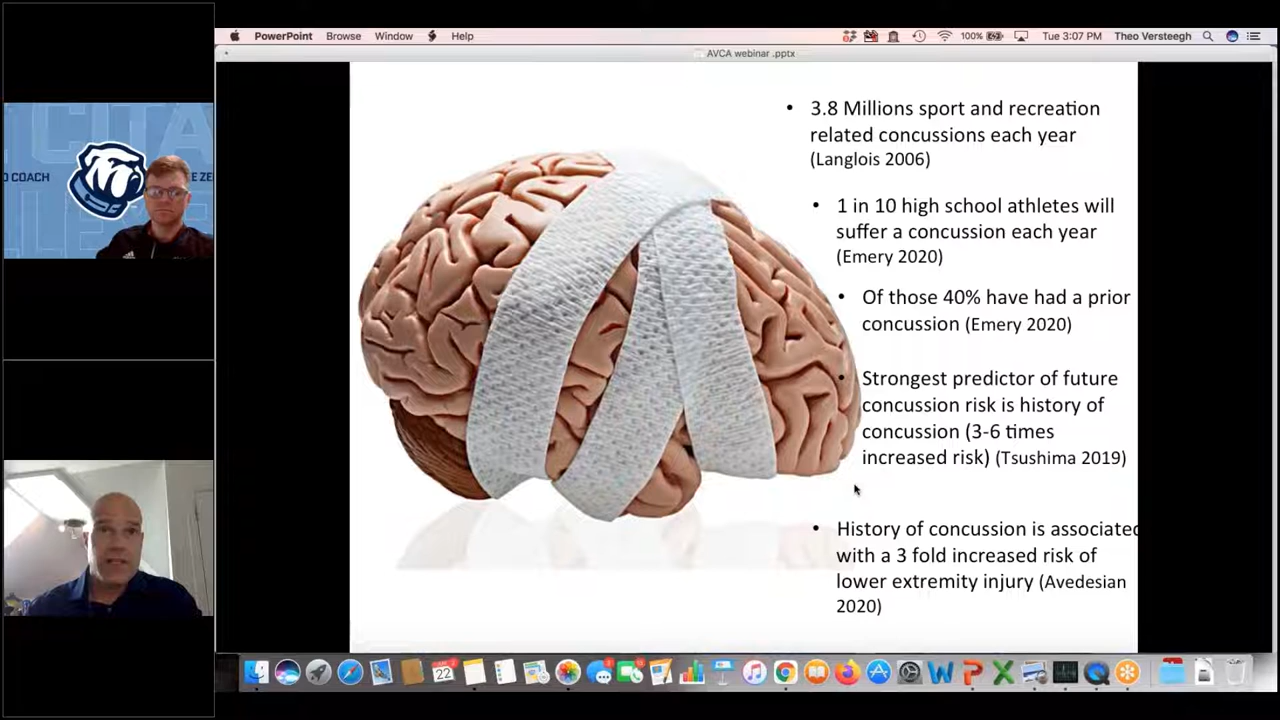 PowerPoint Browse Window Help 100% Tue 3:07 PM Theo Versteegh
AVCA webinar .pptx
• 3.8 Millions sport and recreation
related concussions each year
(Langlois 2006)
• 1 in 10 high school athletes will
suffer a concussion each year
(Emery 2020)
• Of those 40% have had a prior
concussion (Emery 2020)
• Strongest predictor of future
concussion risk is history of
concussion (3-6 times
increased risk) (Tsushima 2019)
• History of concussion is associated
with a 3 fold increased risk of
lower extremity injury (Avedesian
2020)
COACH
22